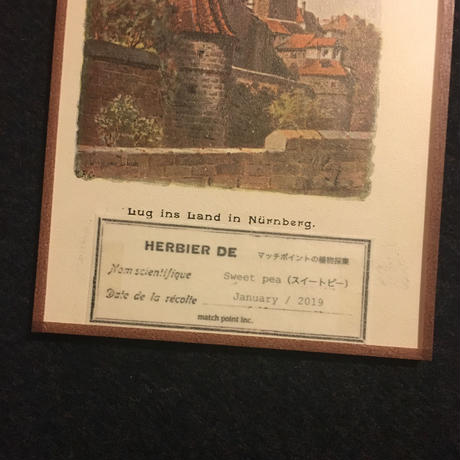 Lug ins Land in Nürnberg.
HERBIER DE マッチポイントの植物採集
Nom scientifique Sweet pea (スイートピー)
Date de la récolte January / 2019
match point inc.